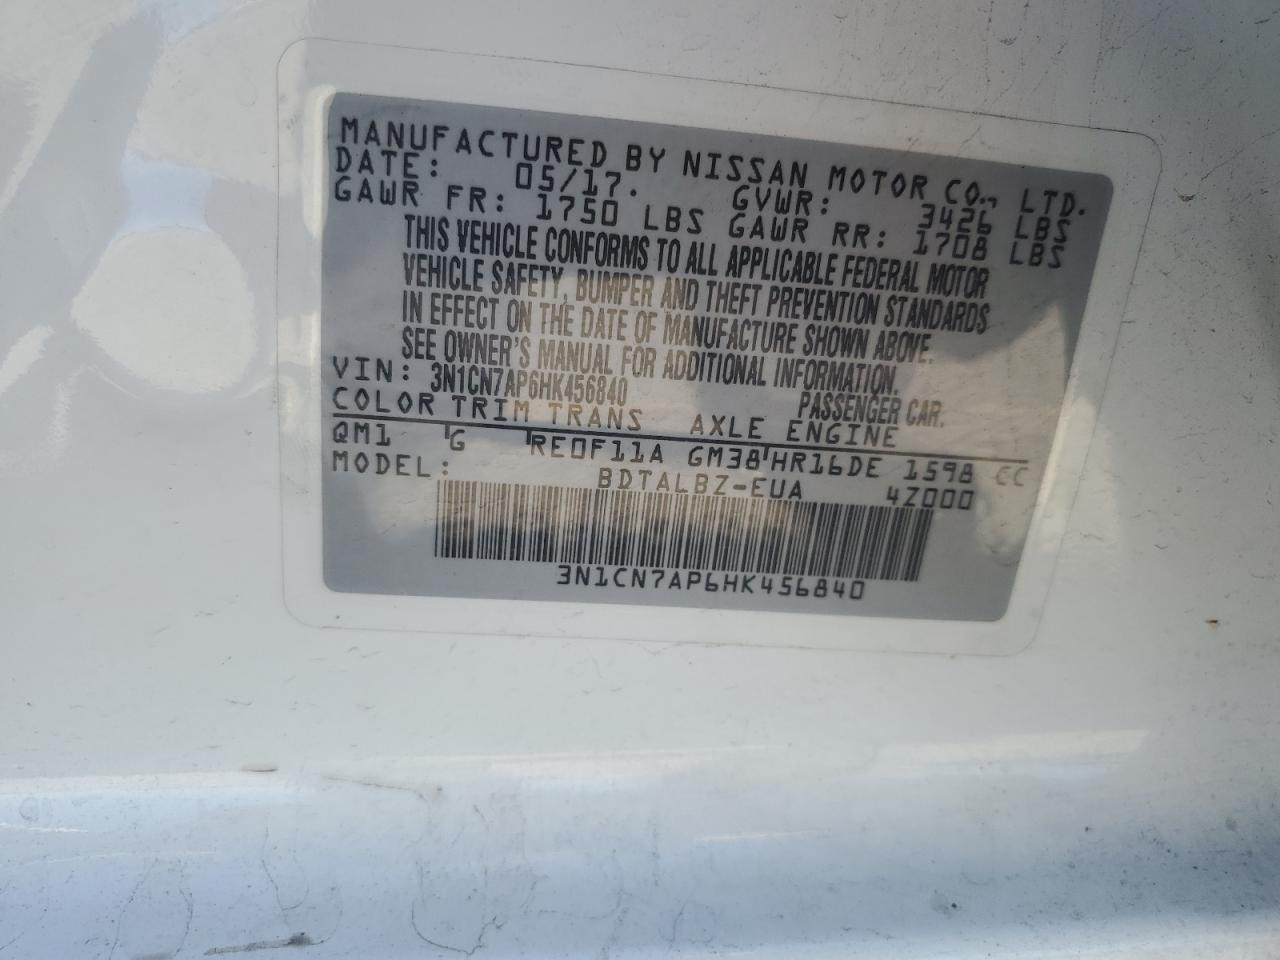 MANUFACTURED BY NISSAN MOTOR CO., LTD.
DATE: 05/17. GVWR: 3426 LBS
GAWR FR: 1750 LBS GAWR RR: 1708 LBS
THIS VEHICLE CONFORMS TO ALL APPLICABLE FEDERAL MOTOR
VEHICLE SAFETY, BUMPER AND THEFT PREVENTION STANDARDS
IN EFFECT ON THE DATE OF MANUFACTURE SHOWN ABOVE.
SEE OWNER'S MANUAL FOR ADDITIONAL INFORMATION.
VIN: 3N1CN7AP6HK456840 PASSENGER CAR.
COLOR TRIM TRANS AXLE ENGINE
QM1 G RE0F11A GM38 HR16DE 1598 CC
MODEL: BDTALBZ-EUA 4Z000
3N1CN7AP6HK456840